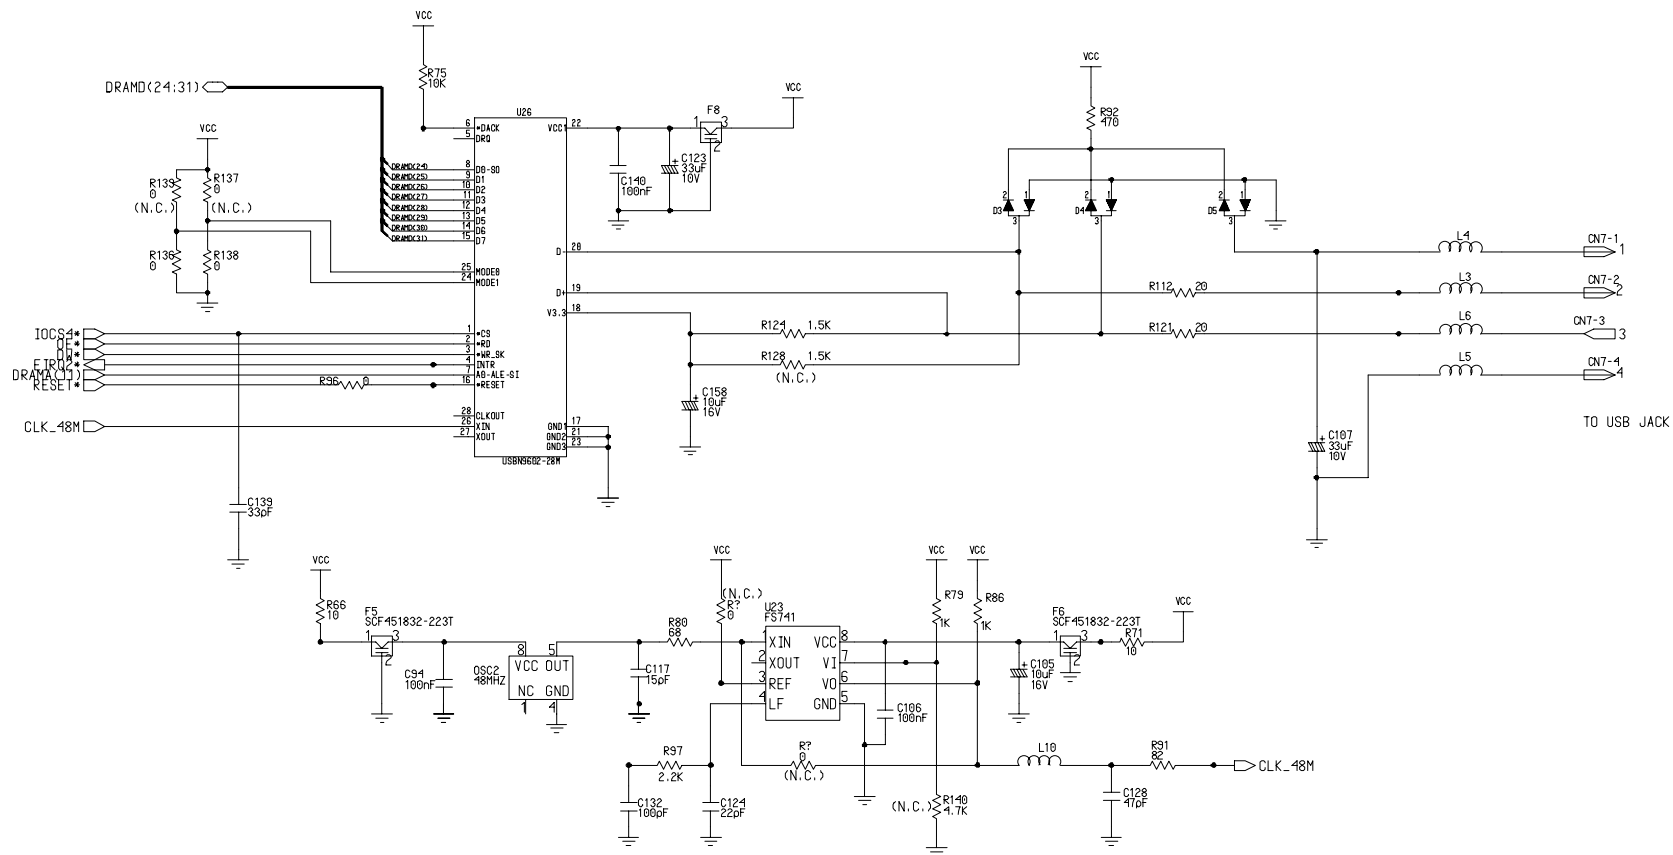 VCC
R75
10K
DRAMD(24:31)
U26
VCC
F8
1
3
2
VCC
R92
470
VCC
R139
0
(N.C.)
R137
0
(N.C.)
R136
0
R138
0
6 *DACK
5 DRQ
DRAMD(24) 8 D0-SO
DRAMD(25) 9 D1
DRAMD(26) 10 D2
DRAMD(27) 11 D3
DRAMD(28) 12 D4
DRAMD(29) 13 D5
DRAMD(30) 14 D6
DRAMD(31) 15 D7
25 MODE0
24 MODE1
1 *CS
2 *RD
3 *WR_SK
4 INTR
7 A0-ALE-SI
16 *RESET
28 CLKOUT
26 XIN
27 XOUT
VCC1 22
D- 20
D+ 19
V3.3 18
GND1 17
GND2 21
GND3 23
USBN9602-28M
C140
100nF
C123
33uF
10V
2 1
D3
3
2 1
D4
3
2 1
D5
3
L4
CN7-1
1
R112 20
L3
CN7-2
2
R124 1.5K
R121 20
L6
CN7-3
3
R128 1.5K
(N.C.)
L5
CN7-4
4
C158
10uF
16V
TO USB JACK
C107
33uF
10V
IOCS4*
OE*
EIRQ2*
DRAMA(11)
RESET*
R96 0
CLK_48M
C139
33pF
VCC
R66
10
F5
SCF451832-223T
1
3
2
C94
100nF
OSC2
48MHZ
8
5
VCC OUT
NC GND
1
4
C117
15pF
R80
68
VCC
(N.C.)
R?
0
U23
FS741
1 XIN
2 XOUT
3 REF
4 LF
VCC 8
VI 7
VO 6
GND 5
VCC
R79
1K
VCC
R86
1K
F6
SCF451832-223T
1
3
2
R71
10
VCC
C105
10uF
16V
C106
100nF
R97
2.2K
C132
100pF
C124
22pF
R?
0
(N.C.)
(N.C.)
R140
4.7K
L10
R91
82
CLK_48M
C128
47pF